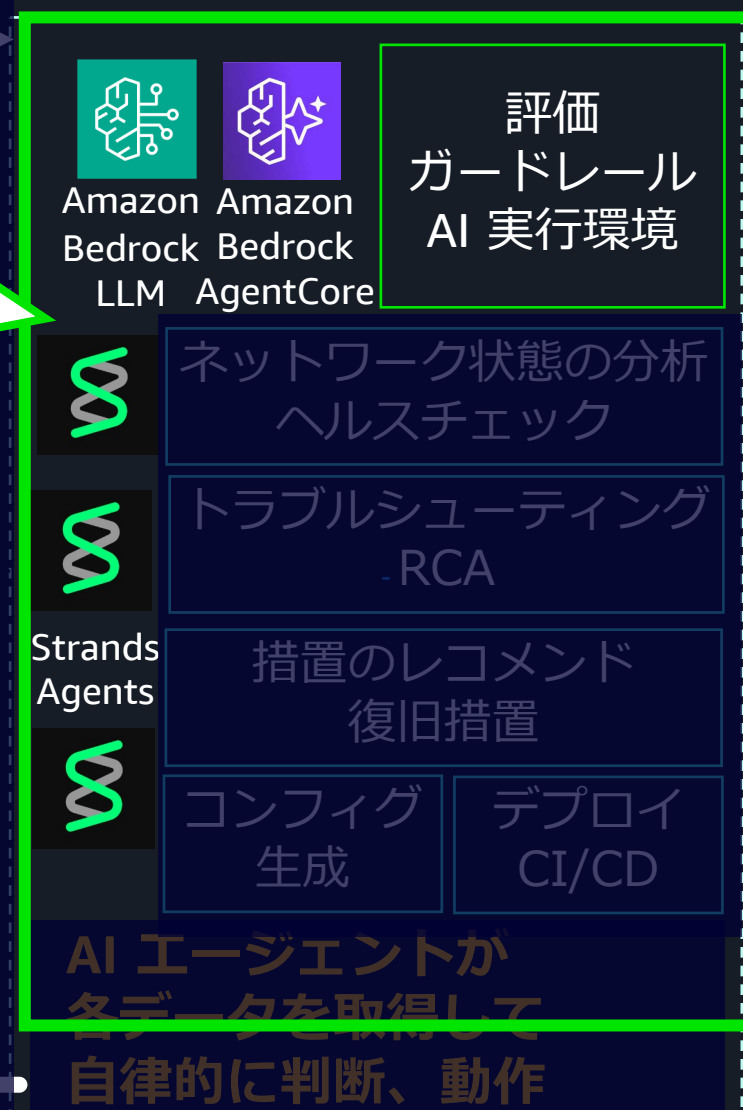 Amazon
Bedrock
LLM
Amazon
Bedrock
AgentCore
評価
ガードレール
AI 実行環境
ネットワーク状態の分析
ヘルスチェック
トラブルシューティング
- RCA
Strands
Agents
措置のレコメンド
復旧措置
コンフィグ
生成
デプロイ
CI/CD
AI エージェントが
各データを取得して
自律的に判断、動作